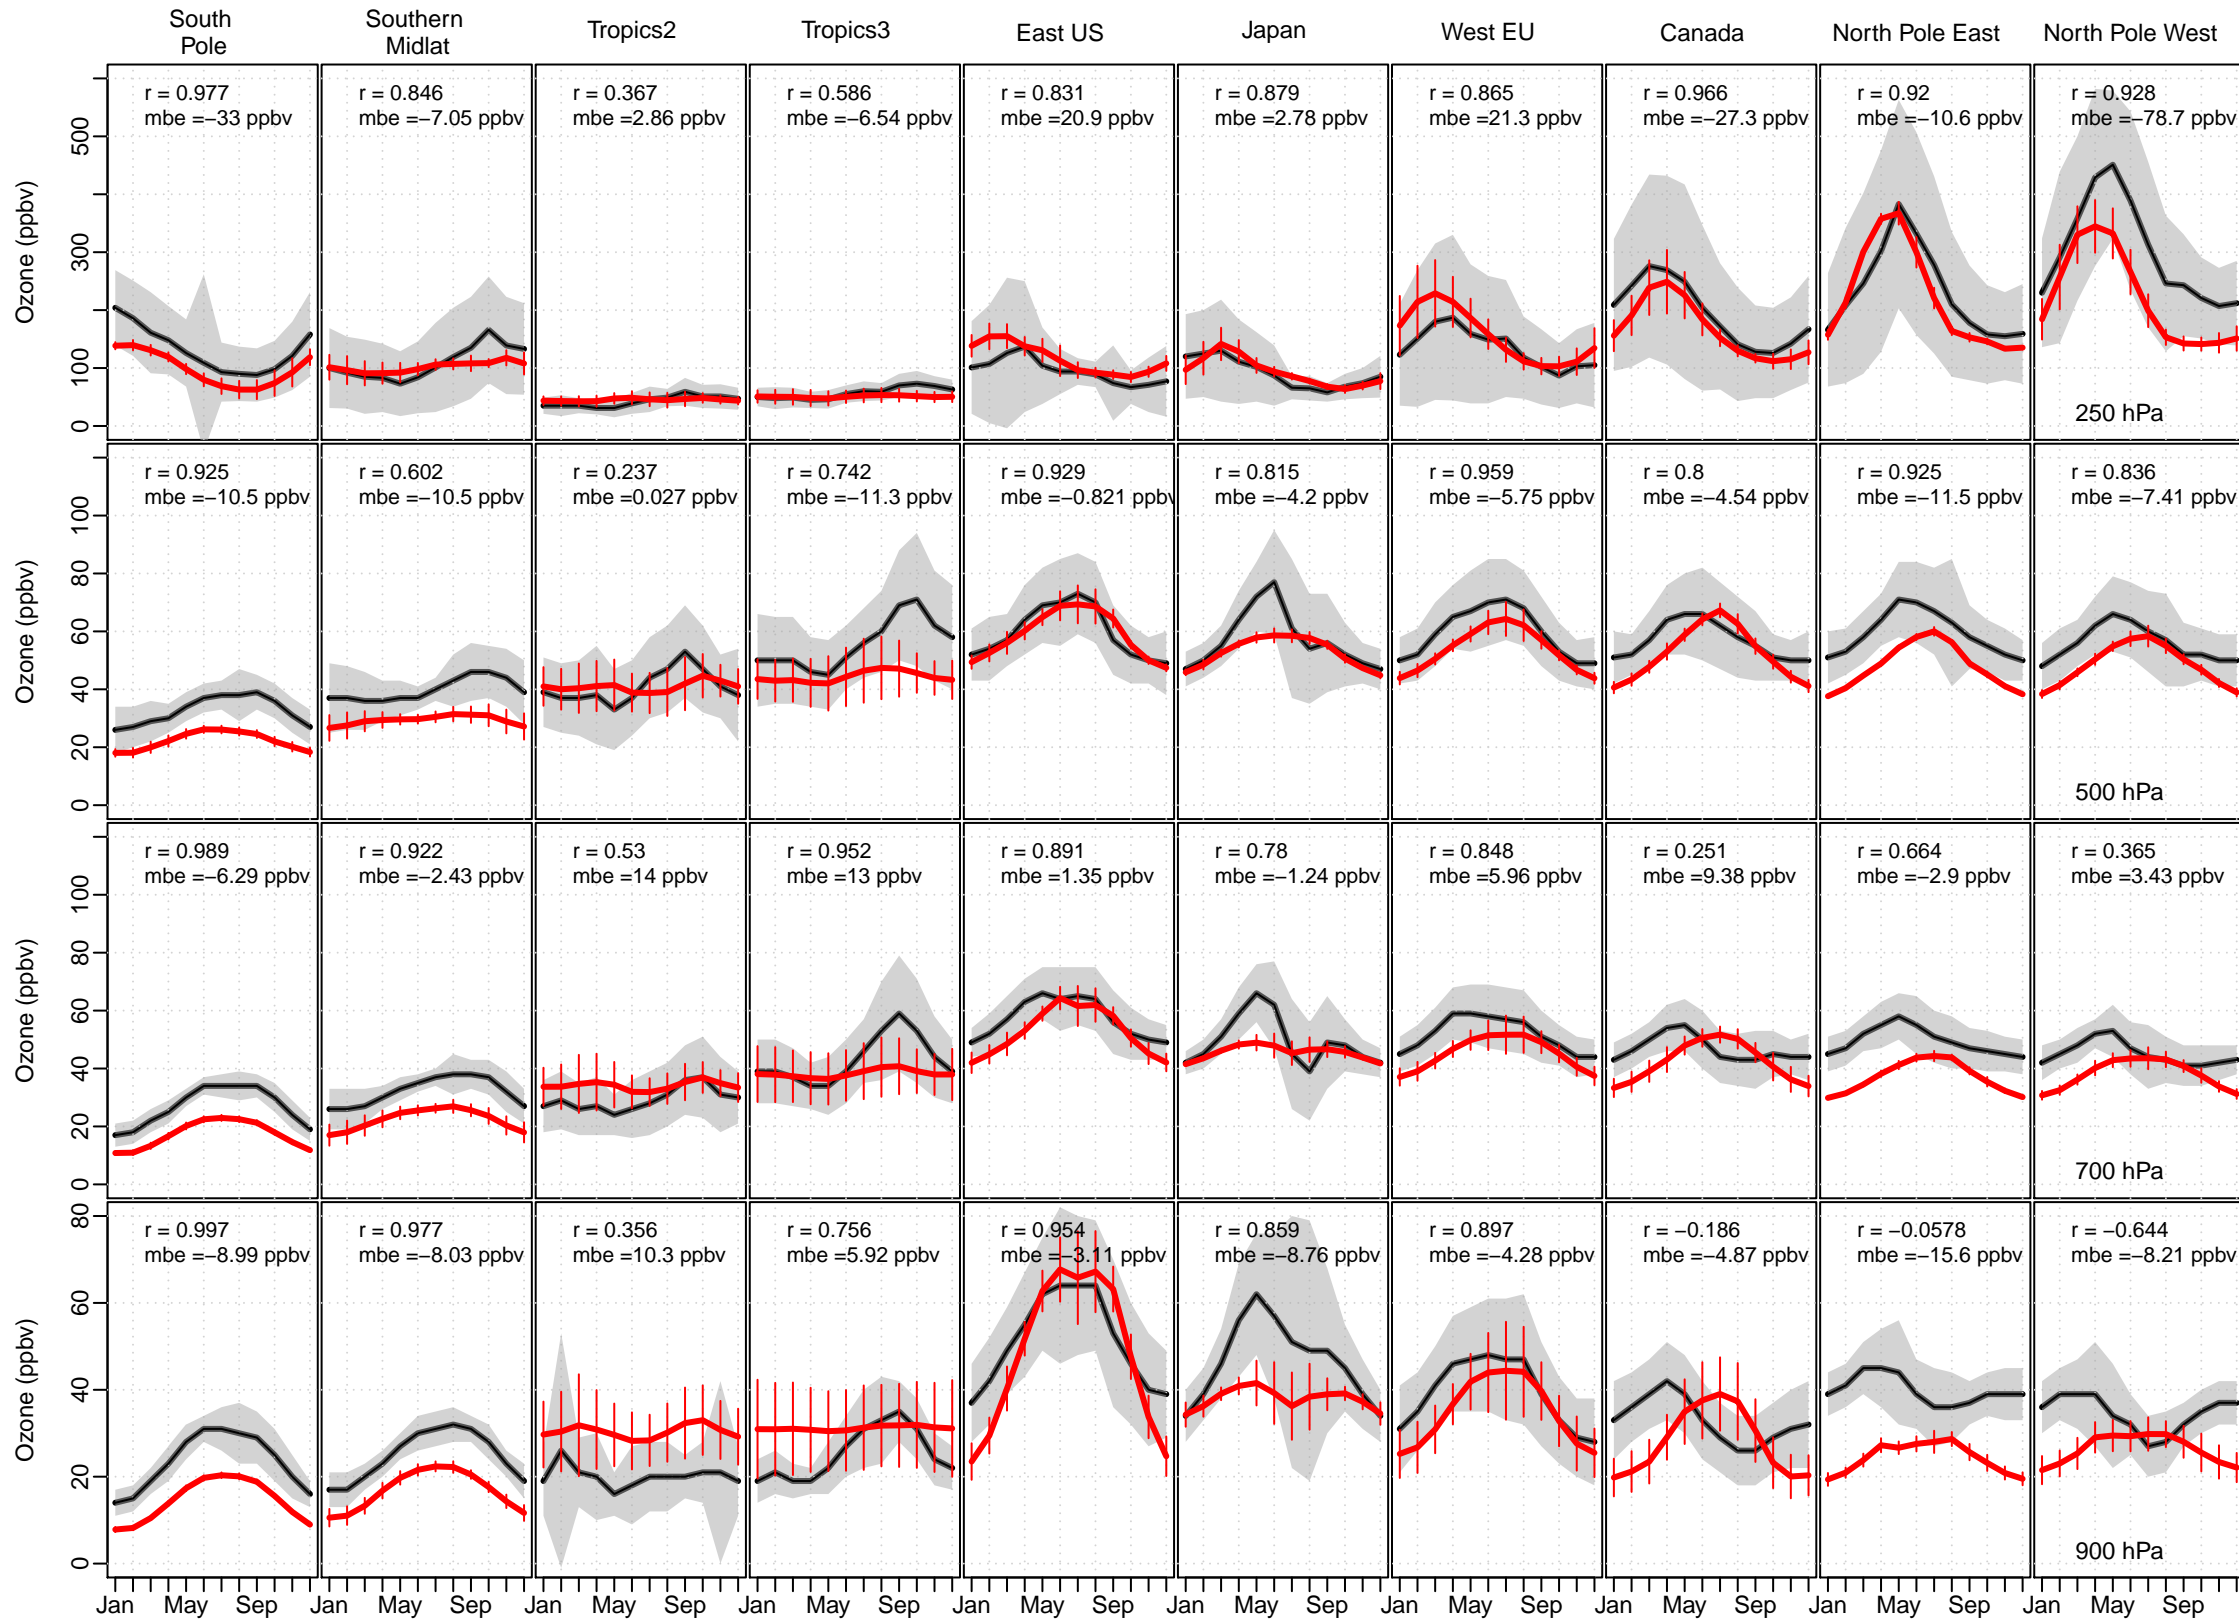 South Pole
Southern Midlat
Tropics2
Tropics3
East US
Japan
West EU
Canada
North Pole East
North Pole West
Ozone (ppbv)
0 100 300 500
r = 0.977
mbe =−33 ppbv
r = 0.846
mbe =−7.05 ppbv
r = 0.367
mbe =2.86 ppbv
r = 0.586
mbe =−6.54 ppbv
r = 0.831
mbe =20.9 ppbv
r = 0.879
mbe =2.78 ppbv
r = 0.865
mbe =21.3 ppbv
r = 0.966
mbe =−27.3 ppbv
r = 0.92
mbe =−10.6 ppbv
r = 0.928
mbe =−78.7 ppbv
250 hPa
Ozone (ppbv)
0 20 40 60 80 100
r = 0.925
mbe =−10.5 ppbv
r = 0.602
mbe =−10.5 ppbv
r = 0.237
mbe =0.027 ppbv
r = 0.742
mbe =−11.3 ppbv
r = 0.929
mbe =−0.821 ppbv
r = 0.815
mbe =−4.2 ppbv
r = 0.959
mbe =−5.75 ppbv
r = 0.8
mbe =−4.54 ppbv
r = 0.925
mbe =−11.5 ppbv
r = 0.836
mbe =−7.41 ppbv
500 hPa
Ozone (ppbv)
0 20 40 60 80 100
r = 0.989
mbe =−6.29 ppbv
r = 0.922
mbe =−2.43 ppbv
r = 0.53
mbe =14 ppbv
r = 0.952
mbe =13 ppbv
r = 0.891
mbe =1.35 ppbv
r = 0.78
mbe =−1.24 ppbv
r = 0.848
mbe =5.96 ppbv
r = 0.251
mbe =9.38 ppbv
r = 0.664
mbe =−2.9 ppbv
r = 0.365
mbe =3.43 ppbv
700 hPa
Ozone (ppbv)
0 20 40 60 80
r = 0.997
mbe =−8.99 ppbv
r = 0.977
mbe =−8.03 ppbv
r = 0.356
mbe =10.3 ppbv
r = 0.756
mbe =5.92 ppbv
r = 0.954
mbe =−3.11 ppbv
r = 0.859
mbe =−8.76 ppbv
r = 0.897
mbe =−4.28 ppbv
r = −0.186
mbe =−4.87 ppbv
r = −0.0578
mbe =−15.6 ppbv
r = −0.644
mbe =−8.21 ppbv
900 hPa
Jan May Sep Jan May Sep Jan May Sep Jan May Sep Jan May Sep Jan May Sep Jan May Sep Jan May Sep Jan May Sep Jan May Sep